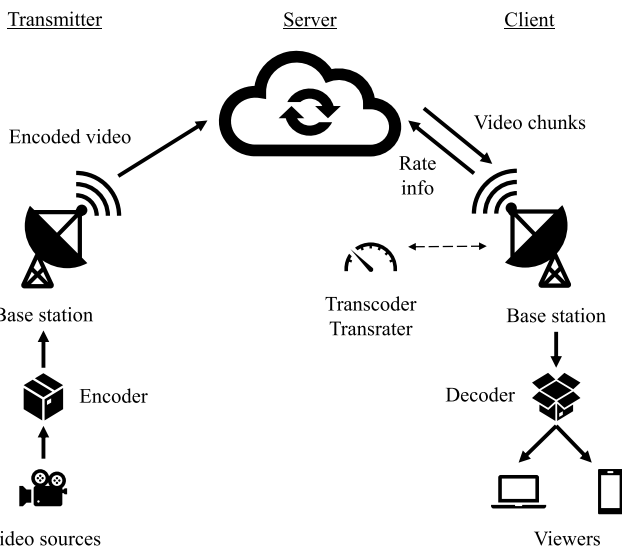 Transmitter
Server
Client
Encoded video
Video chunks
Rate
info
Transcoder
Transrater
Base station
Base station
Encoder
Decoder
ideo sources
Viewers